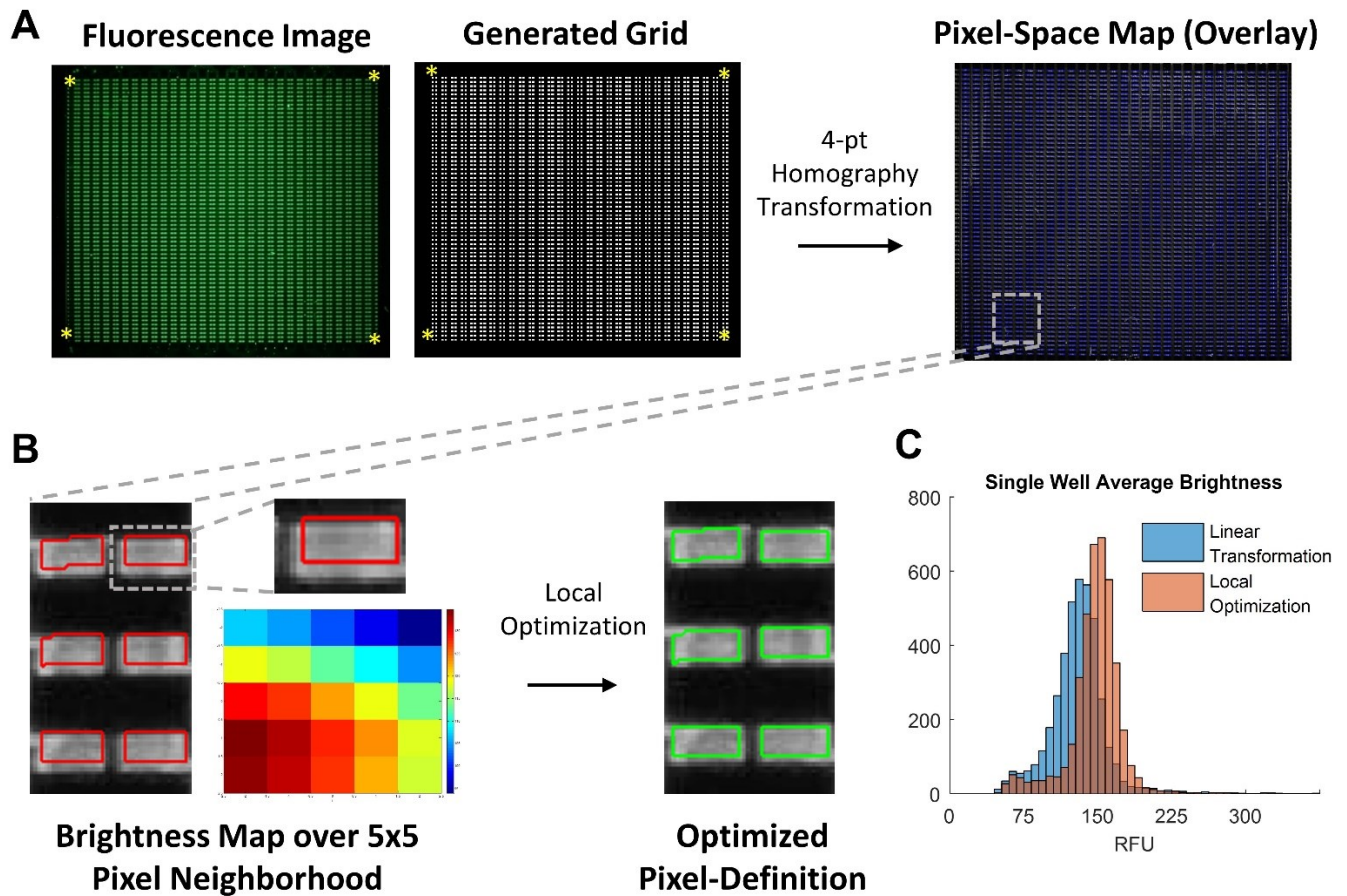 A
Fluorescence Image
Generated Grid
Pixel-Space Map (Overlay)
* * * *
* * * *
4-pt
Homography
Transformation
B
Local
Optimization
Brightness Map over 5x5
Pixel Neighborhood
Optimized
Pixel-Definition
C
Single Well Average Brightness
800
600
400
200
0
Linear
Transformation
Local
Optimization
0 75 150 225 300
RFU